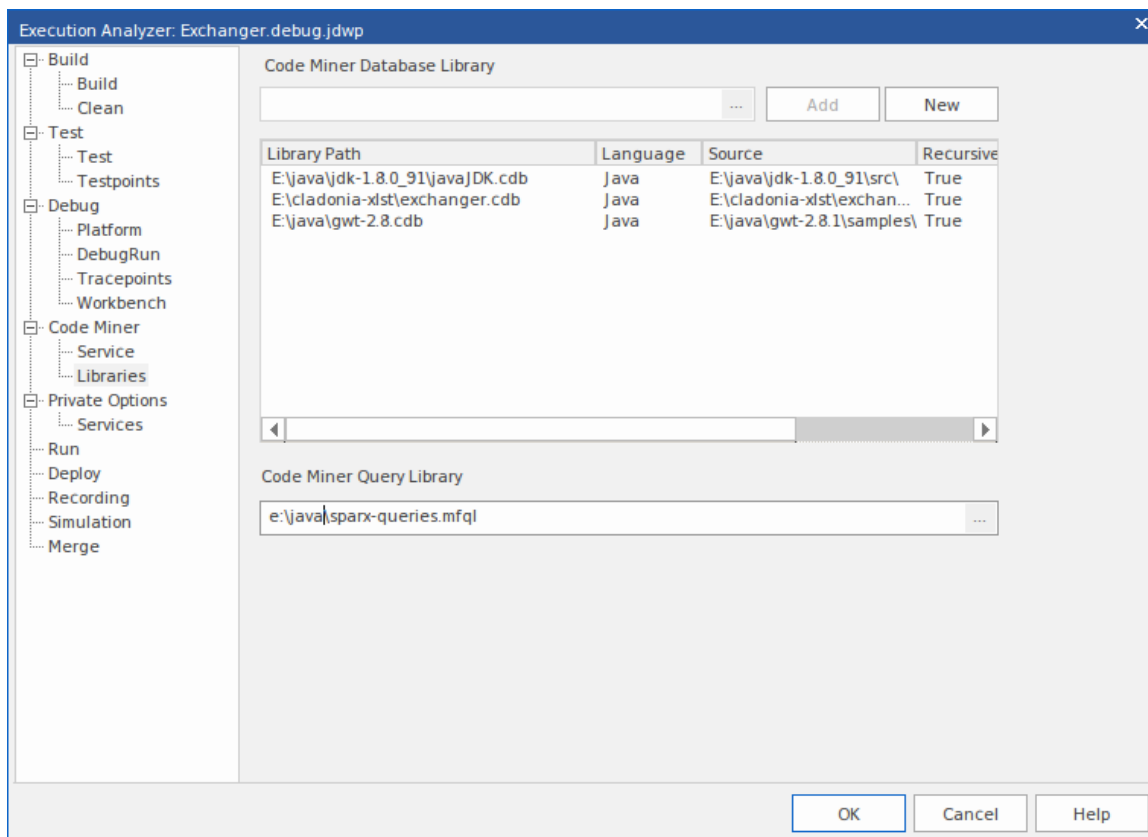 Execution Analyzer: Exchanger.debug.jdwp
Build
Build
Clean
Test
Test
Testpoints
Debug
Platform
DebugRun
Tracepoints
Workbench
Code Miner
Service
Libraries
Private Options
Services
Run
Deploy
Recording
Simulation
Merge
Code Miner Database Library
... Add New
Library Path Language Source Recursive
E:\java\jdk-1.8.0_91\javaJDK.cdb Java E:\java\jdk-1.8.0_91\src\ True
E:\cladonia-xlst\exchanger.cdb Java E:\cladonia-xlst\exchan... True
E:\java\gwt-2.8.cdb Java E:\java\gwt-2.8.1\samples\ True
Code Miner Query Library
e:\java\sparx-queries.mfql ...
OK Cancel Help